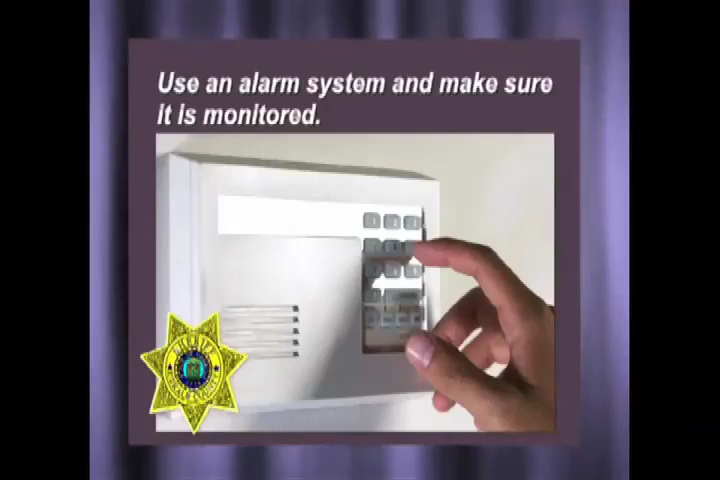 Use an alarm system and make sure
it is monitored.